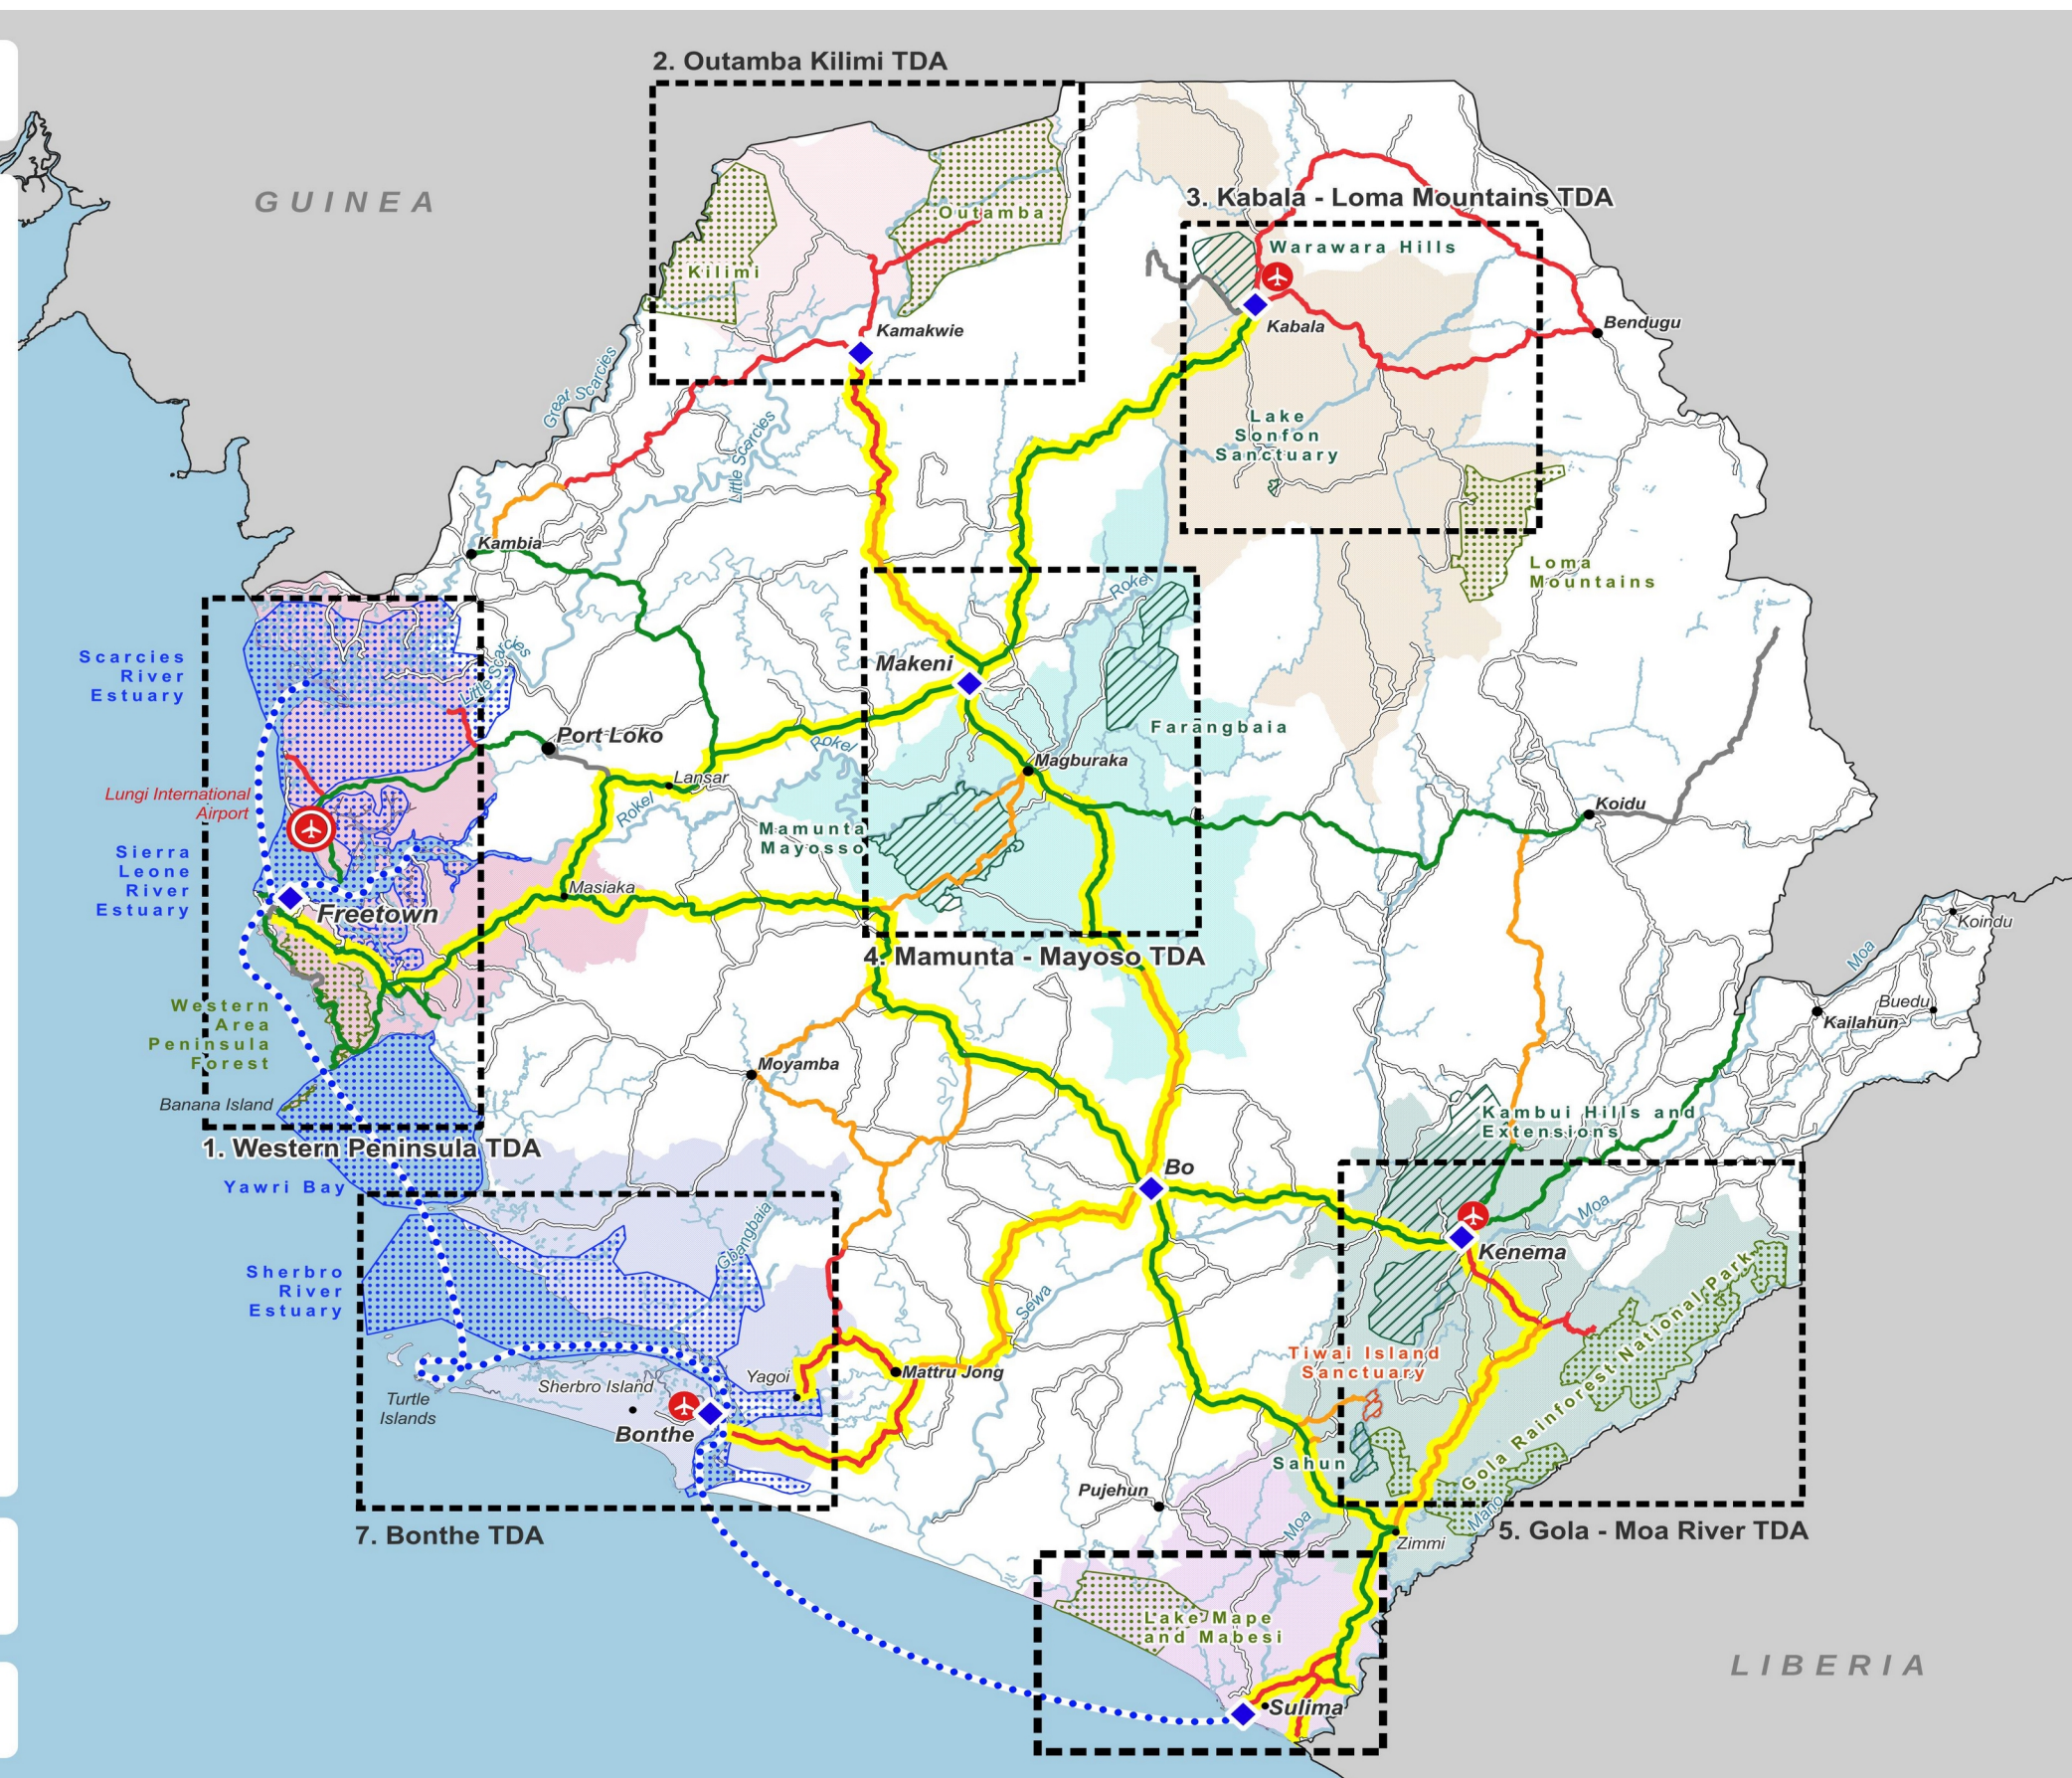 2. Outamba Kilimi TDA
GUINEA
3. Kabala - Loma Mountains TDA
Outamba
Warawara Hills
Kilimi
Kamakwie
Kabala
Bendugu
Great Scarcies
Little Scarcies
Lake
Sonfon
Sanctuary
Kambia
Loma
Mountains
Rokel
Scarcies
River
Estuary
Little Scarcies
Makeni
Port Loko
Rokel
Farangbaia
Magburaka
Lansar
Lungi International
Airport
Rokel
Koidu
Mamunta
Mayosso
Sierra
Leone
River
Estuary
Masiaka
Freetown
Koindu
4. Mamunta - Mayoso TDA
Moa
Western
Area
Peninsula
Forest
Buedu
Kailahun
Moyamba
Banana Island
Kambui Hills and
Extensions
1. Western Peninsula TDA
Bo
Yawri Bay
Moa
Gbangbaia
Kenema
Sherbro
River
Estuary
Sewa
Tiwai Island
Sanctuary
Gola Rainforest National Park
Yagoi
Mattru Jong
Sherbro Island
Turtle
Islands
Bonthe
Sahun
Pujehun
Moa
Mano
7. Bonthe TDA
5. Gola - Moa River TDA
Zimmi
Lake Mape
and Mabesi
LIBERIA
Sulima